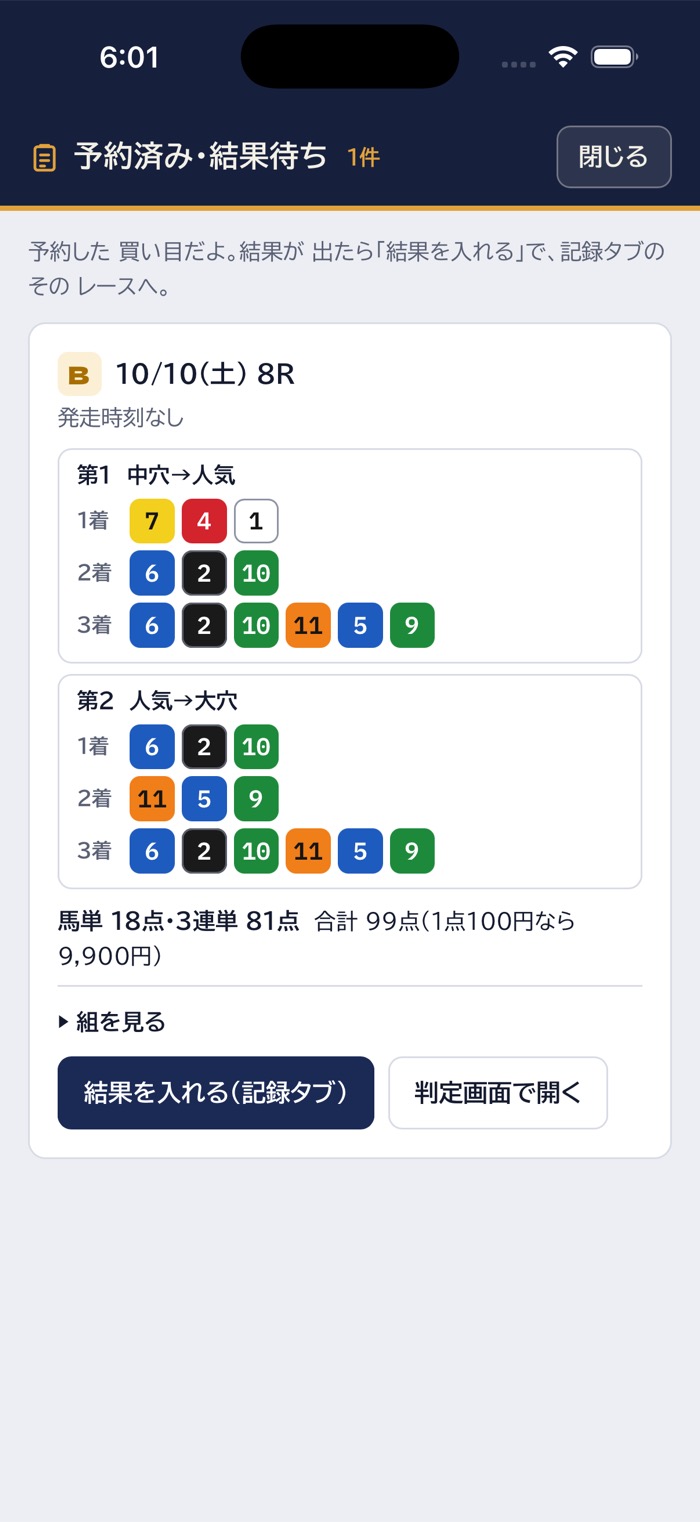 6:01
予約済み・結果待ち 1件 閉じる
予約した 買い目だよ。結果が 出たら「結果を入れる」で、記録タブの
その レースへ。
B 10/10(土) 8R
発走時刻なし
第1 中穴→人気
1着 7 4 1
2着 6 2 10
3着 6 2 10 11 5 9
第2 人気→大穴
1着 6 2 10
2着 11 5 9
3着 6 2 10 11 5 9
馬単 18点・3連単 81点 合計 99点(1点100円なら
9,900円)
▶ 組を見る
結果を入れる(記録タブ) 判定画面で開く